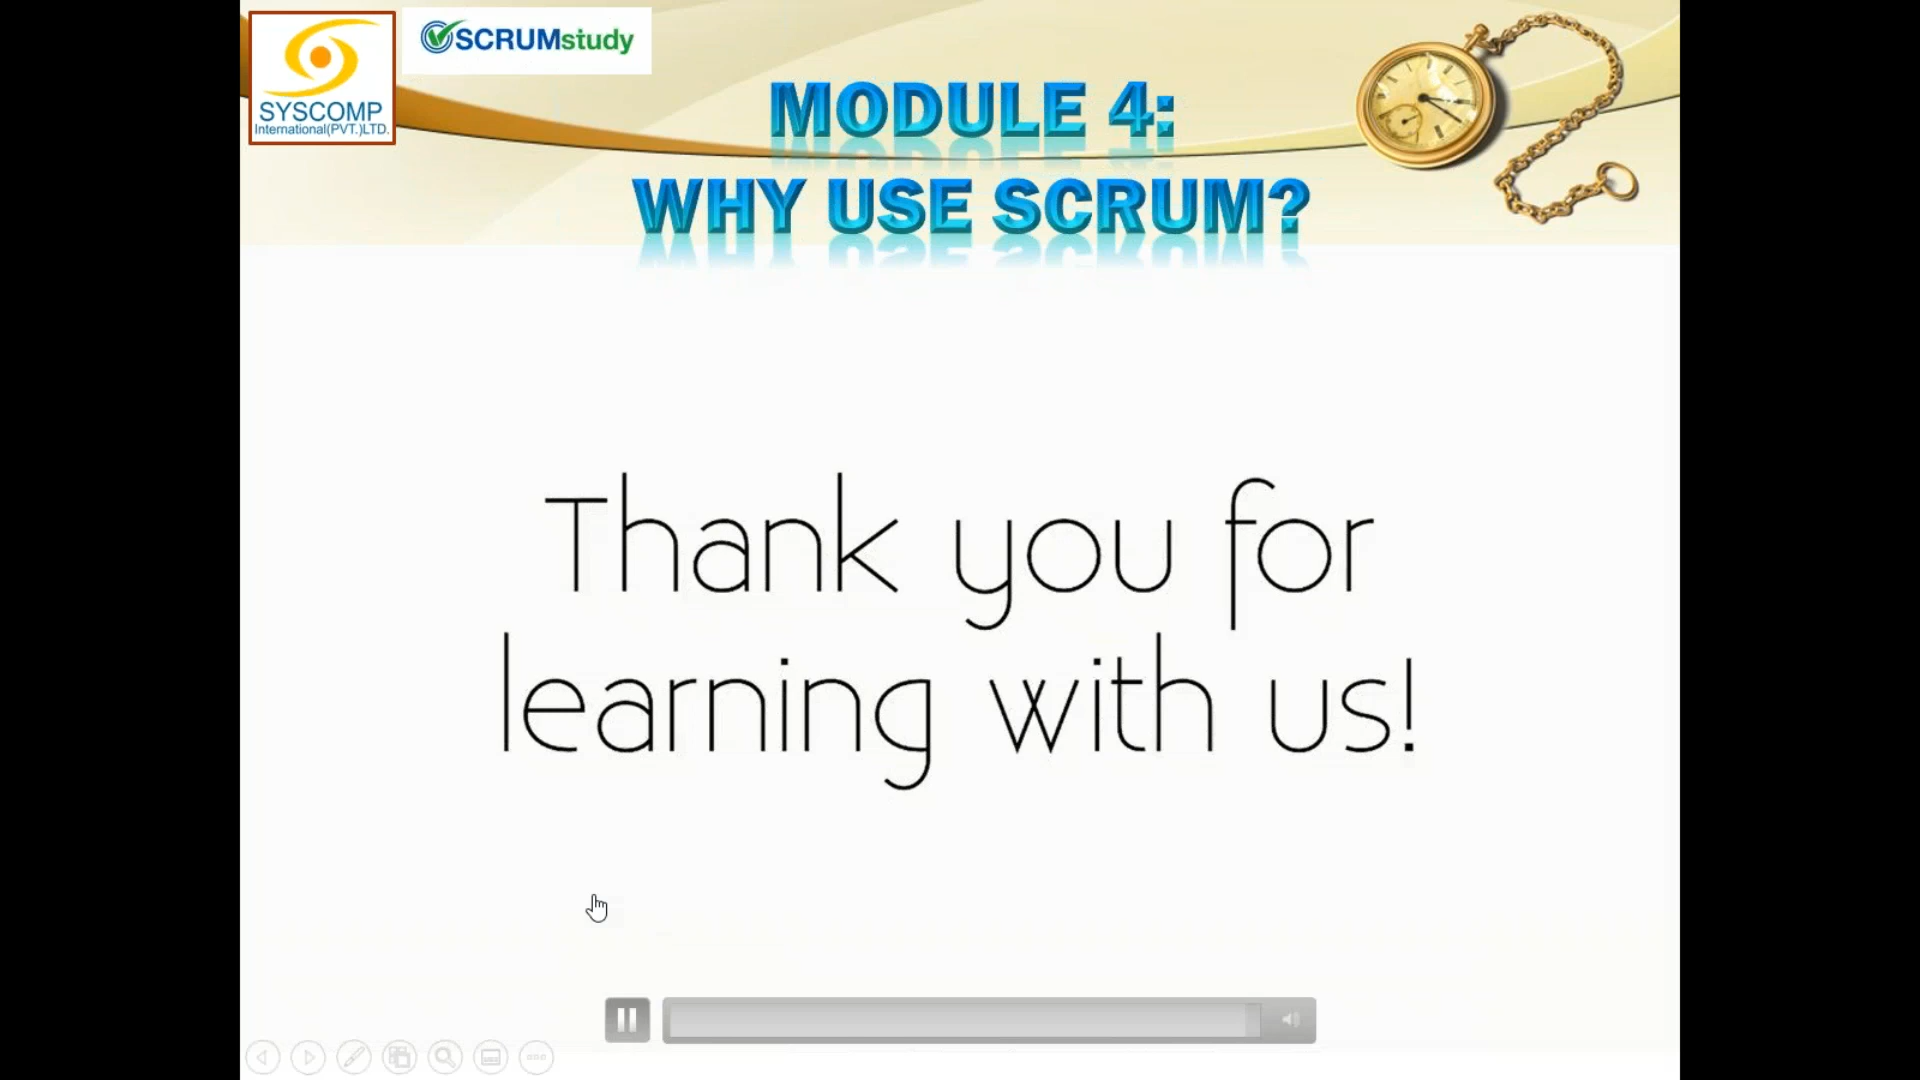 SYSCOMP
International(PVT.)LTD.
SCRUMstudy
MODULE 4:
WHY USE SCRUM?
Thank you for
learning with us!